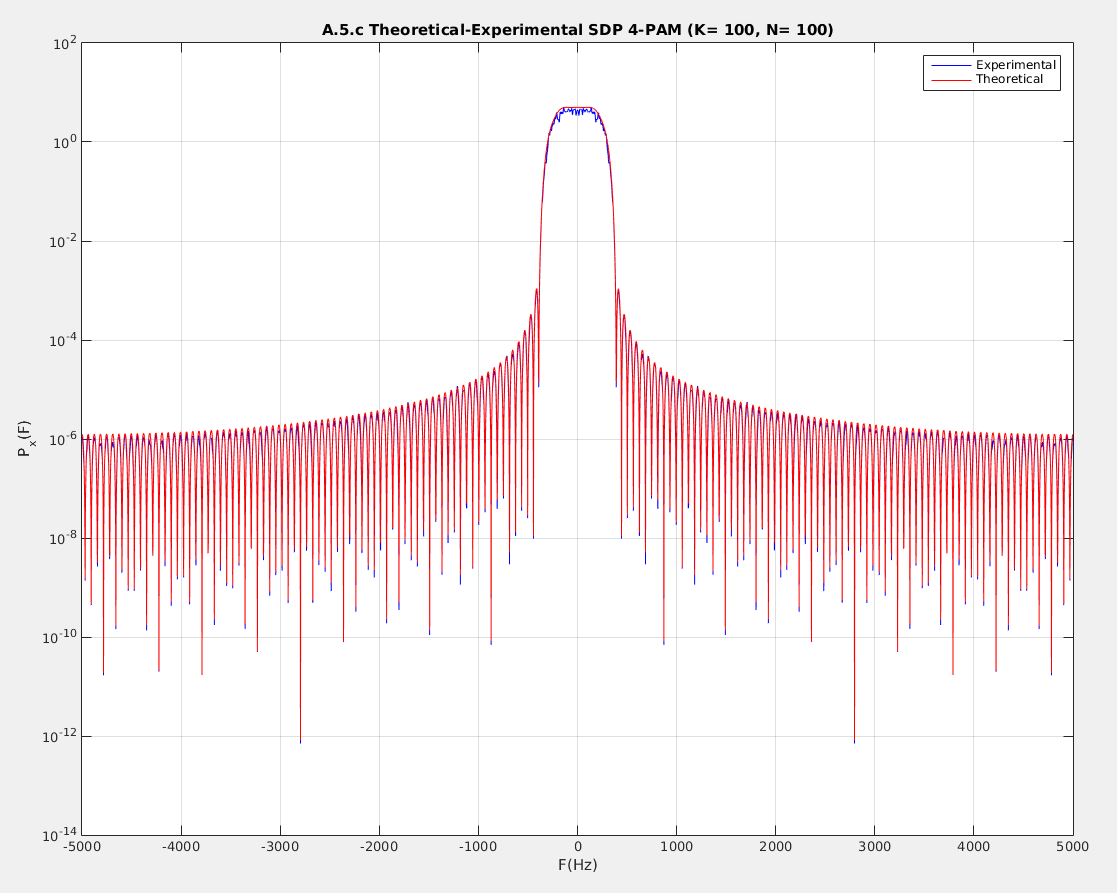 A.5.c Theoretical-Experimental SDP 4-PAM (K= 100, N= 100)
Experimental
Theoretical
10^2
10^0
10^-2
10^-4
10^-6
10^-8
10^-10
10^-12
10^-14
P_x(F)
-5000 -4000 -3000 -2000 -1000 0 1000 2000 3000 4000 5000
F(Hz)